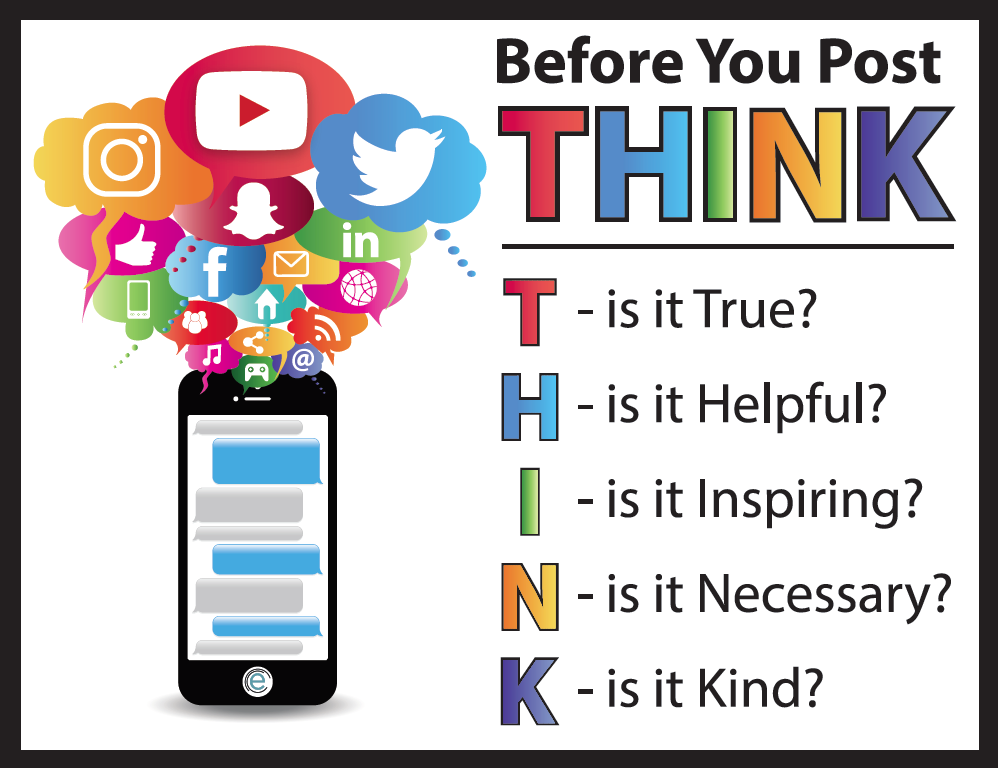 Before You Post
THINK
T - is it True?
H - is it Helpful?
I - is it Inspiring?
N - is it Necessary?
K - is it Kind?
f
in
@
e